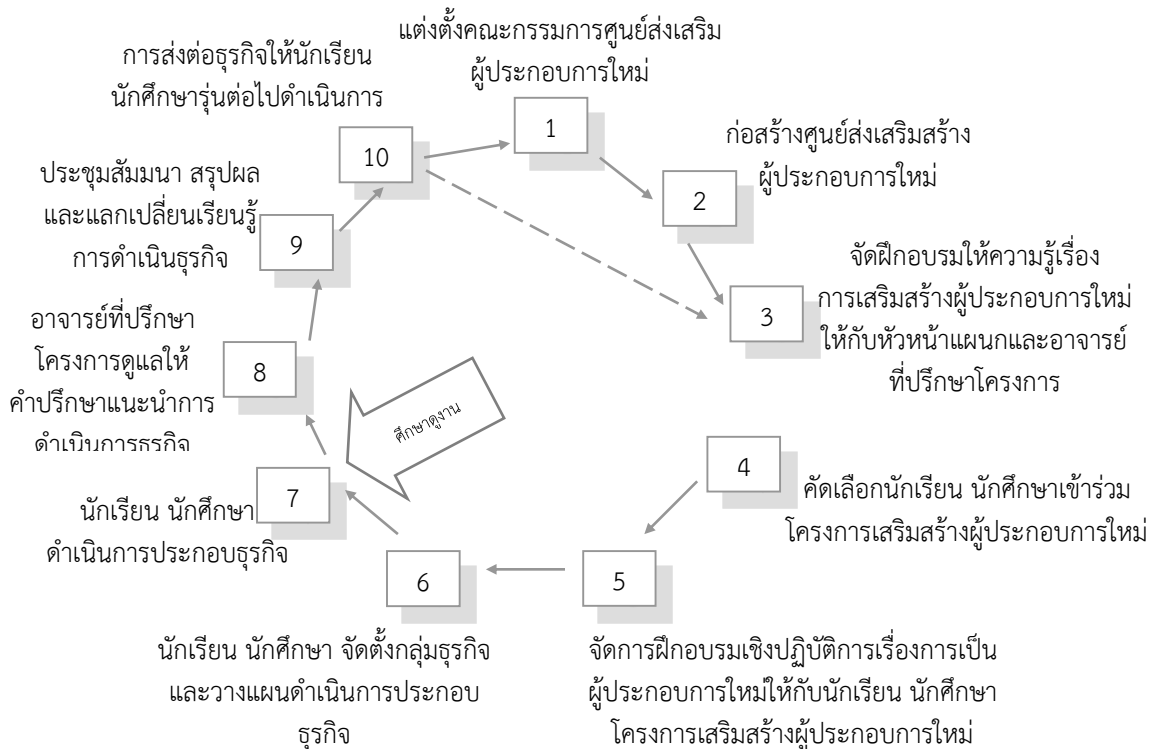 แต่งตั้งคณะกรรมการศูนย์ส่งเสริม
ผู้ประกอบการใหม่
1
ก่อสร้างศูนย์ส่งเสริมสร้าง
ผู้ประกอบการใหม่
2
จัดฝึกอบรมให้ความรู้เรื่อง
การเสริมสร้างผู้ประกอบการใหม่
ให้กับหัวหน้าแผนกและอาจารย์
ที่ปรึกษาโครงการ
3
4
คัดเลือกนักเรียน นักศึกษาเข้าร่วม
โครงการเสริมสร้างผู้ประกอบการใหม่
5
จัดการฝึกอบรมเชิงปฏิบัติการเรื่องการเป็น
ผู้ประกอบการใหม่ให้กับนักเรียน นักศึกษา
โครงการเสริมสร้างผู้ประกอบการใหม่
6
นักเรียน นักศึกษา จัดตั้งกลุ่มธุรกิจ
และวางแผนดำเนินการประกอบ
ธุรกิจ
7
นักเรียน นักศึกษา
ดำเนินการประกอบธุรกิจ
ศึกษาดูงาน
8
อาจารย์ที่ปรึกษา
โครงการดูแลให้
คำปรึกษาแนะนำการ
ดำเนินการธุรกิจ
9
ประชุมสัมมนา สรุปผล
และแลกเปลี่ยนเรียนรู้
การดำเนินธุรกิจ
10
การส่งต่อธุรกิจให้นักเรียน
นักศึกษารุ่นต่อไปดำเนินการ